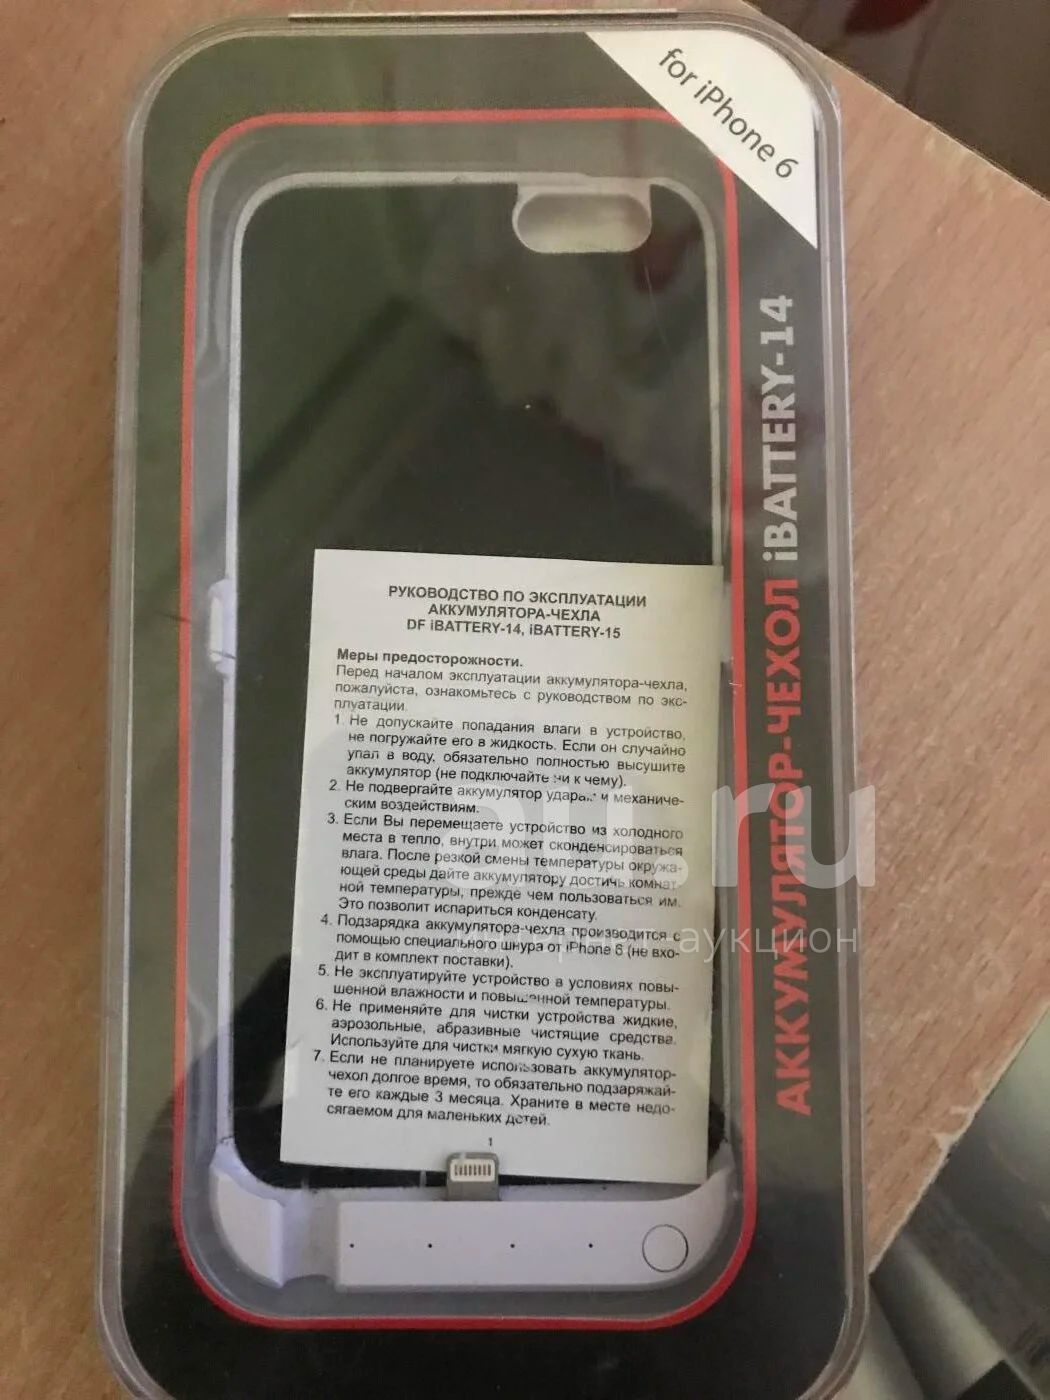 for iPhone 6
АККУМУЛЯТОР-ЧЕХОЛ iBATTERY-14
РУКОВОДСТВО ПО ЭКСПЛУАТАЦИИ
АККУМУЛЯТОРА-ЧЕХЛА
DF iBATTERY-14, iBATTERY-15
Меры предосторожности.
Перед началом эксплуатации аккумулятора-чехла,
пожалуйста, ознакомьтесь с руководством по экс-
плуатации.
1. Не допускайте попадания влаги в устройство,
не погружайте его в жидкость. Если он случайно
упал в воду, обязательно полностью высушите
аккумулятор (не подключайте ни к чему).
2. Не подвергайте аккумулятор ударам и механиче-
ским воздействиям.
3. Если Вы перемещаете устройство из холодного
места в тепло, внутри может сконденсироваться
влага. После резкой смены температуры окружа-
ющей среды дайте аккумулятору достичь комнат-
ной температуры, прежде чем пользоваться им.
Это позволит испариться конденсату.
4. Подзарядка аккумулятора-чехла производится с
помощью специального шнура от iPhone 6 (не вхо-
дит в комплект поставки).
5. Не эксплуатируйте устройство в условиях повы-
шенной влажности и повышенной температуры.
6. Не применяйте для чистки устройства жидкие,
аэрозольные, абразивные чистящие средства.
Используйте для чистки мягкую сухую ткань.
7. Если не планируете использовать аккумулятор-
чехол долгое время, то обязательно подзаряжай-
те его каждые 3 месяца. Храните в месте недо-
сягаемом для маленьких детей.
1
au.ru
интернет-аукцион